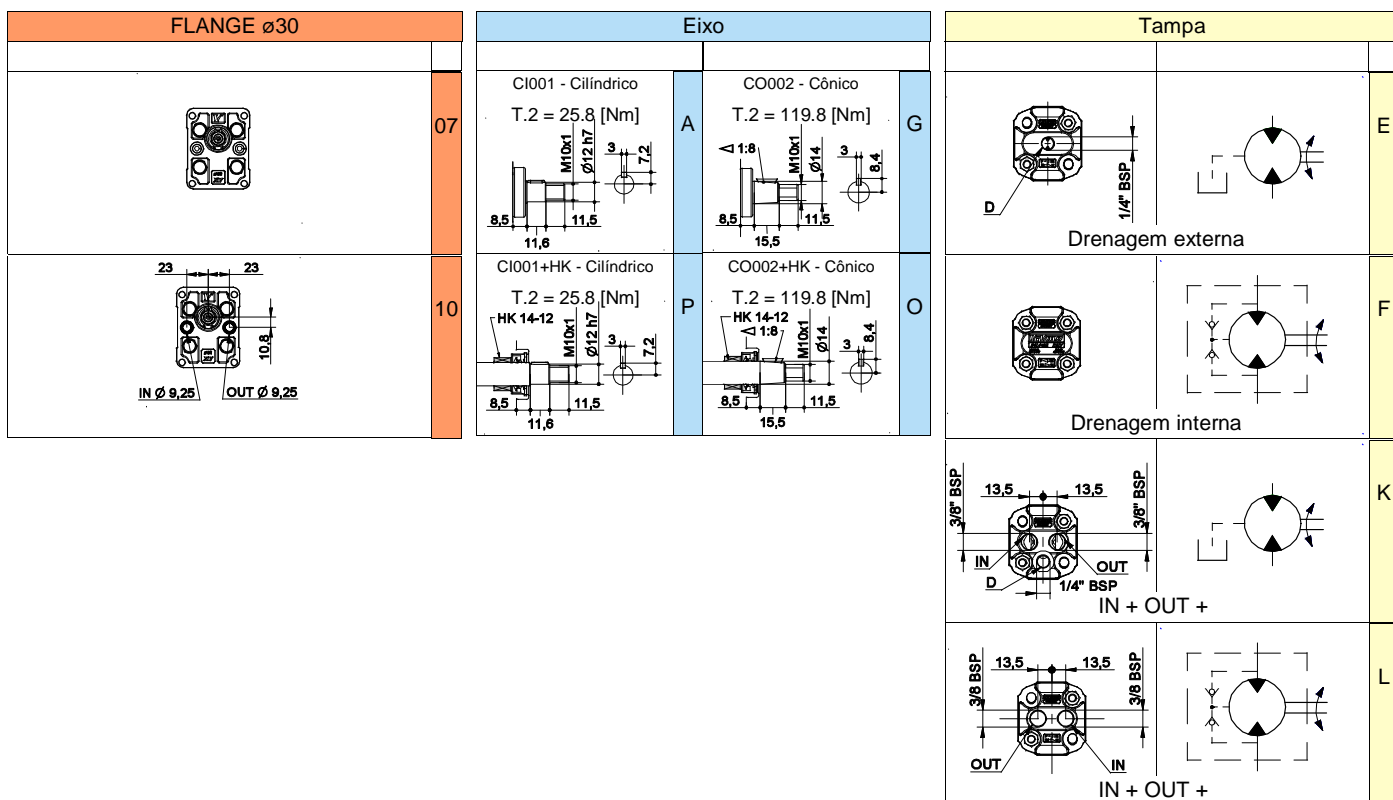 FLANGE ø30
07
23 23
10,8
IN Ø 9,25 OUT Ø 9,25
10
Eixo
CI001 - Cilíndrico
T.2 = 25.8 [Nm]
M10x1
Ø12 h7
3
7,2
8,5 11,5
11,6
A
CO002 - Cônico
T.2 = 119.8 [Nm]
1:8
M10x1
Ø14
3
8,4
8,5 11,5
15,5
G
CI001+HK - Cilíndrico
T.2 = 25.8 [Nm]
HK 14-12
M10x1
Ø12 h7
3
7,2
8,5 11,5
11,6
P
CO002+HK - Cônico
T.2 = 119.8 [Nm]
HK 14-12
1:8
M10x1
Ø14
3
8,4
8,5 11,5
15,5
O
Tampa
D
1/4" BSP
Drenagem externa
E
Drenagem interna
F
3/8" BSP
13,5 13,5
3/8" BSP
IN
OUT
D
1/4" BSP
IN + OUT +
K
3/8 BSP
13,5 13,5
3/8 BSP
OUT IN
IN + OUT +
L